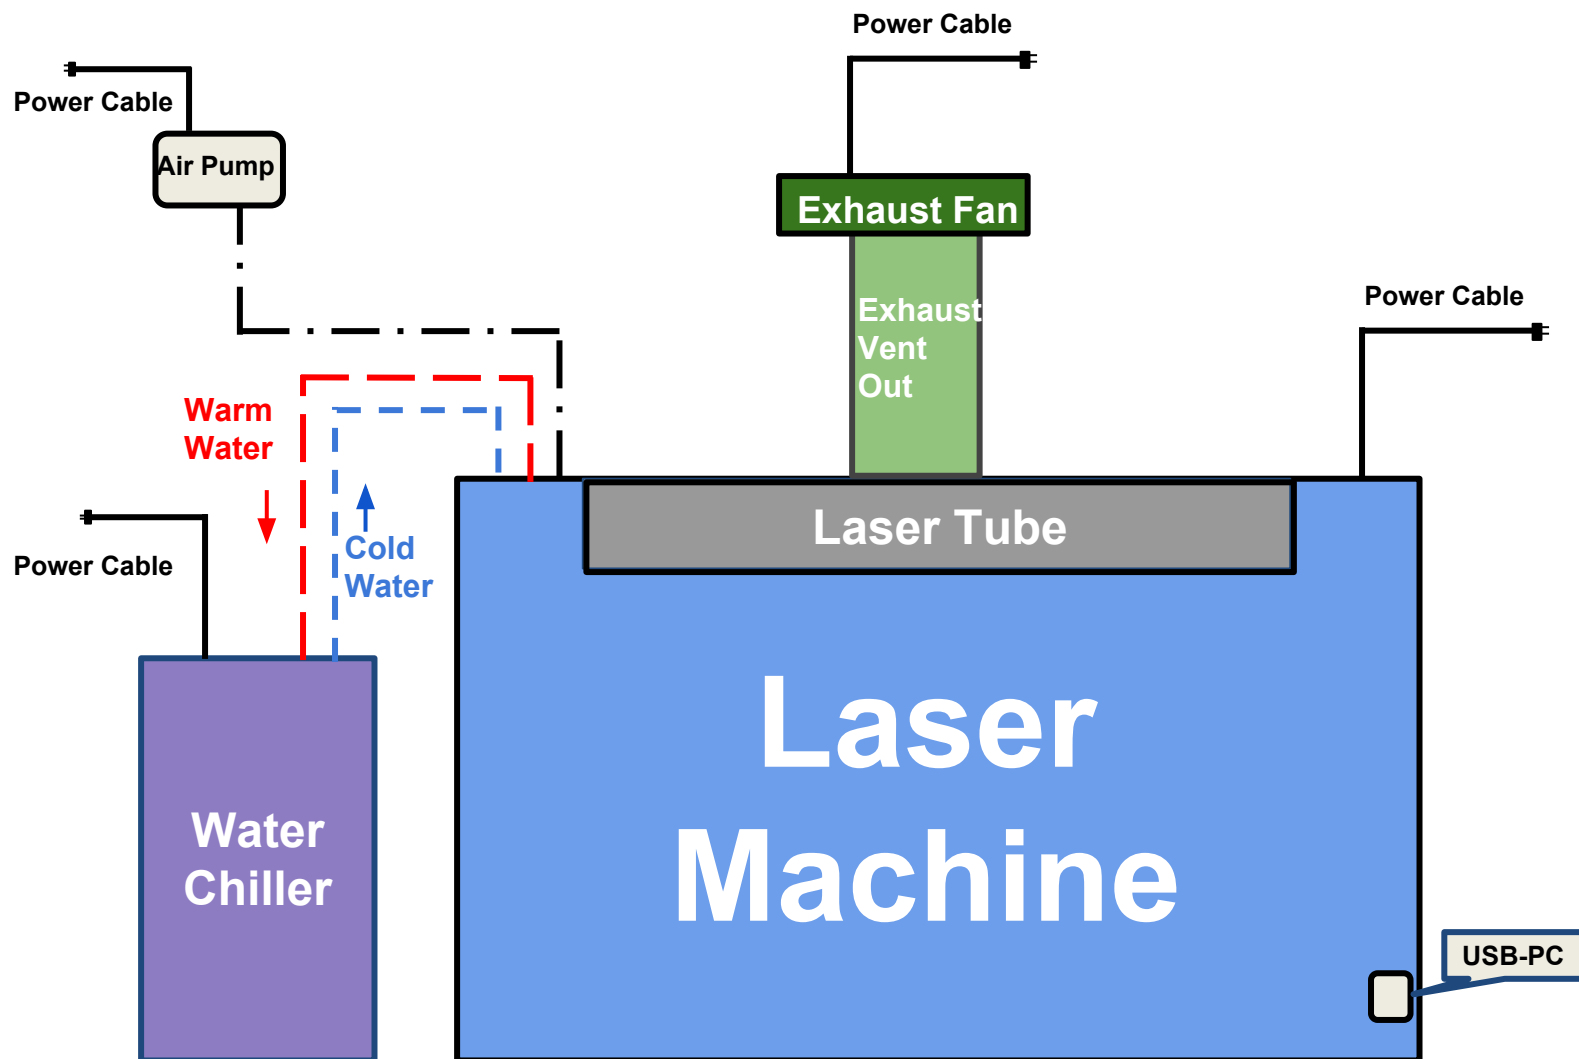 Power Cable
Power Cable
Air Pump
Exhaust Fan
Exhaust
Vent
Out
Power Cable
Warm
Water
Cold
Water
Power Cable
Laser Tube
Laser
Machine
Water
Chiller
USB-PC